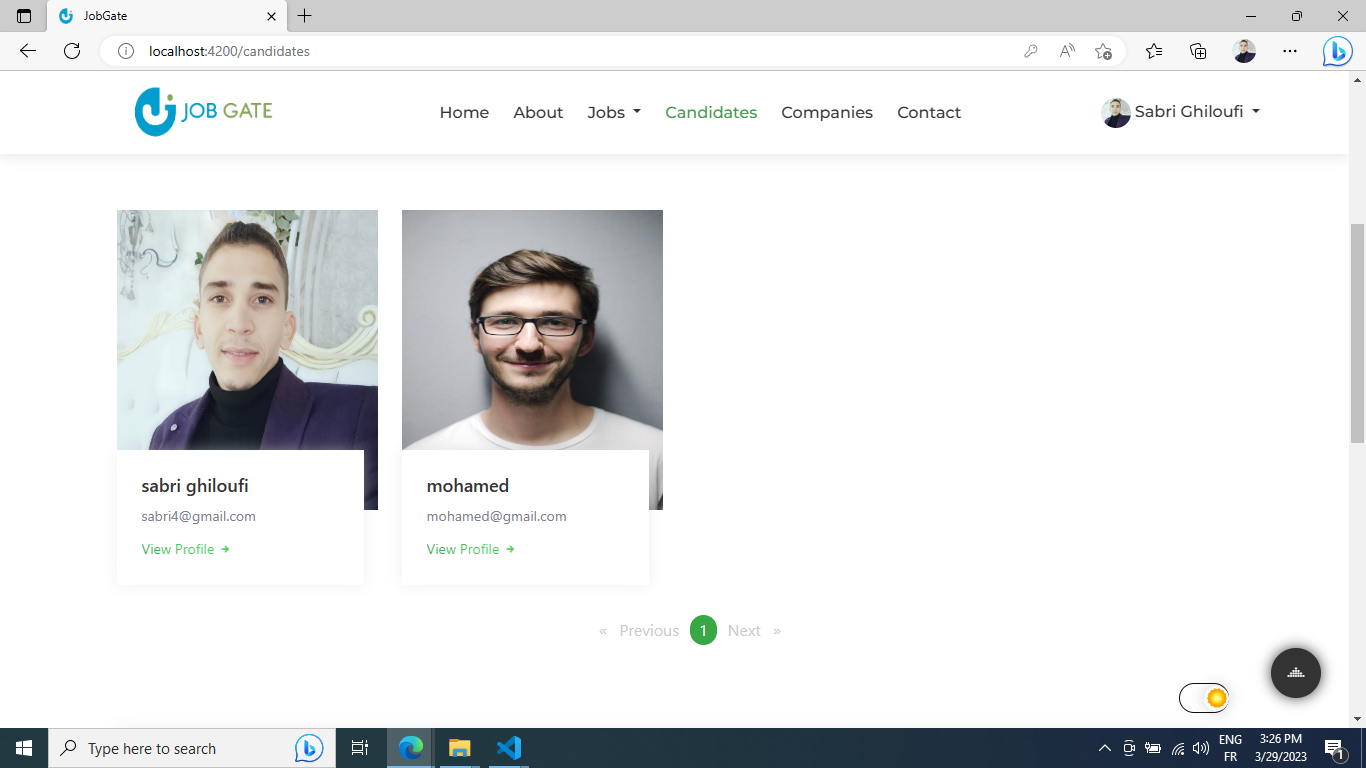 JobGate
localhost:4200/candidates
JOB GATE
Home About Jobs Candidates Companies Contact
Sabri Ghiloufi
sabri ghiloufi
sabri4@gmail.com
View Profile →
mohamed
mohamed@gmail.com
View Profile →
« Previous 1 Next »
Type here to search
ENG
FR
3:26 PM
3/29/2023
1